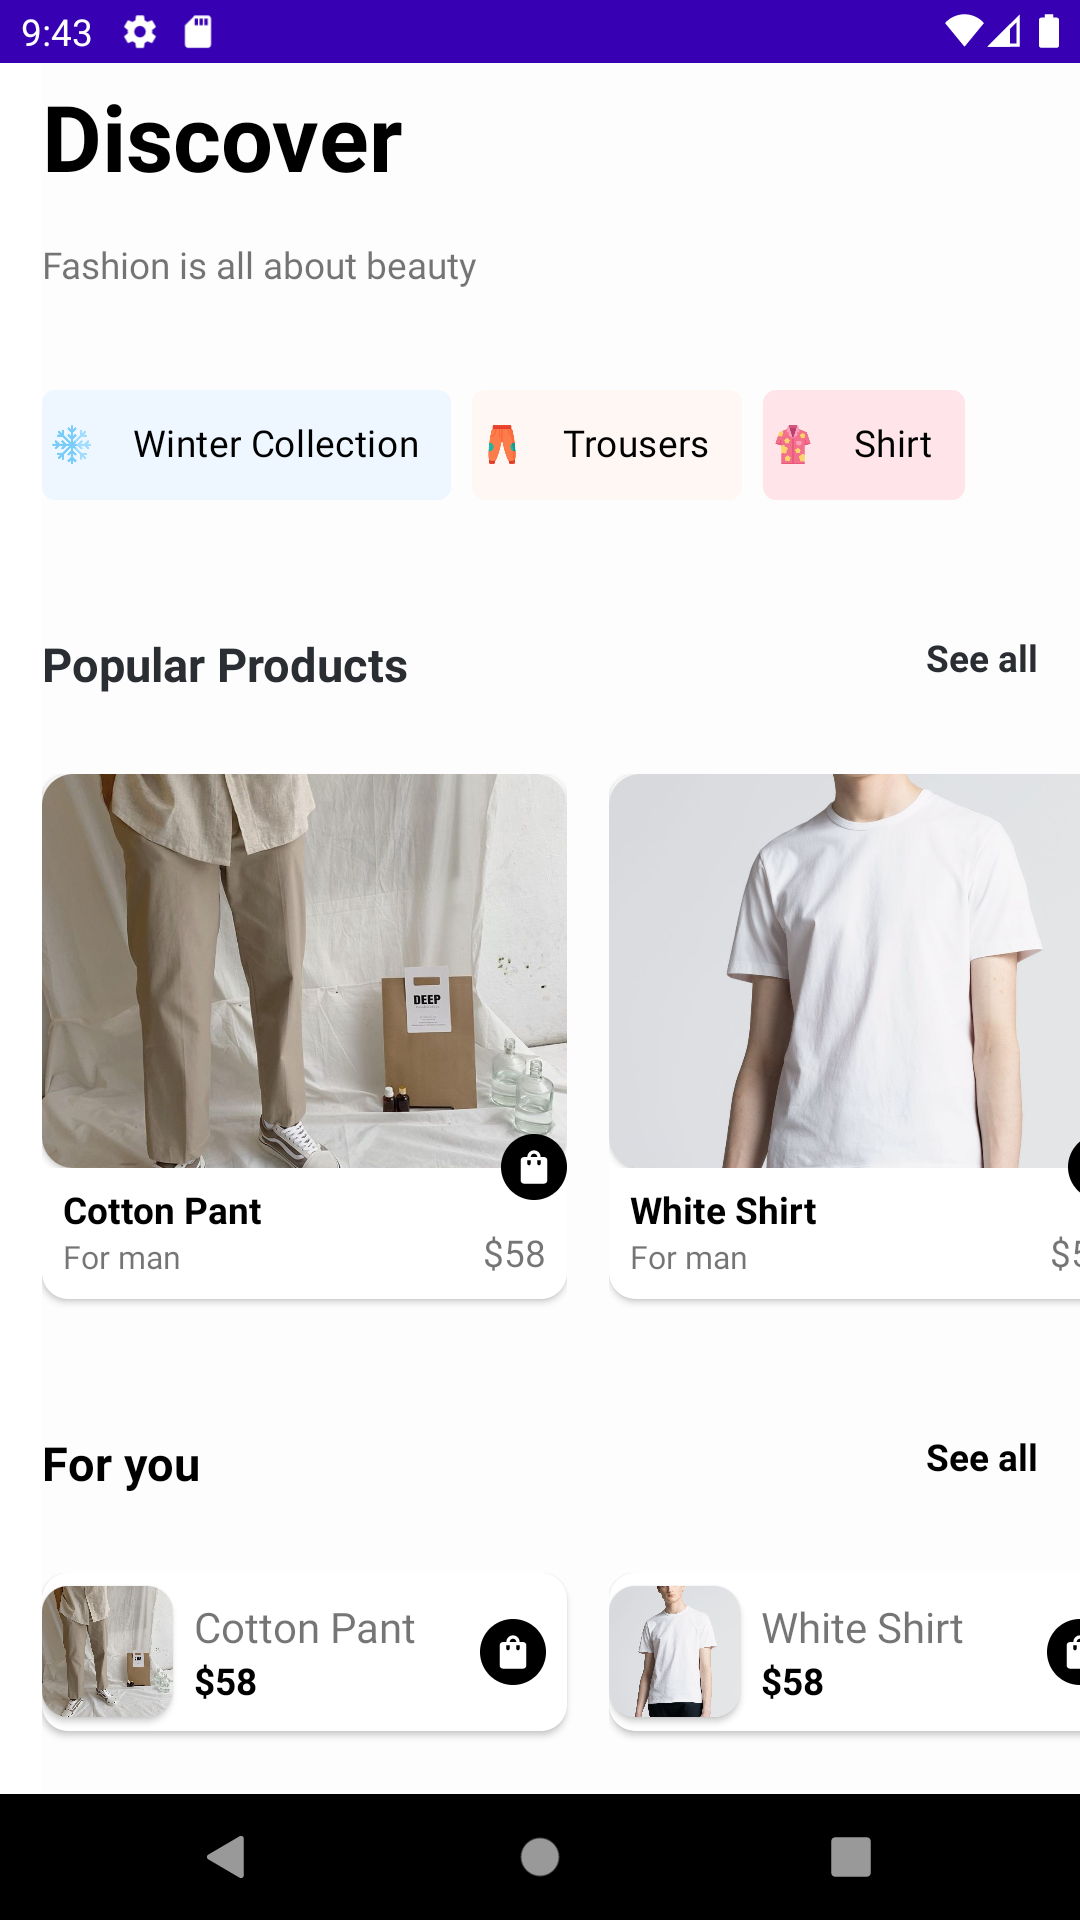 9:43
Discover
Fashion is all about beauty
Winter Collection
Trousers
Shirt
Popular Products
See all
DEEP
Cotton Pant
For man
$58
White Shirt
For man
For you
See all
Cotton Pant
$58
White Shirt
$58